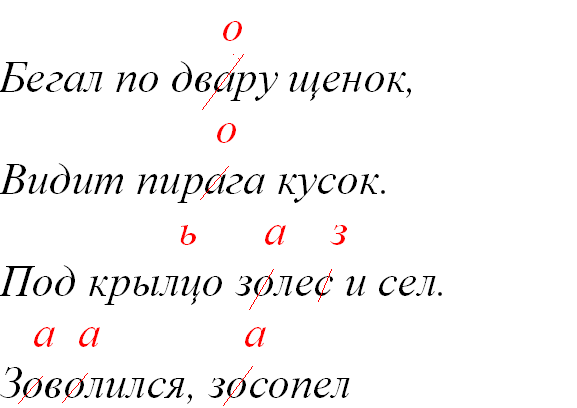 о
Бегал по двару щенок,
о
Видит пирага кусок.
ь а з
Под крылцо золес и сел.
а а а
Зоволился, зосопел